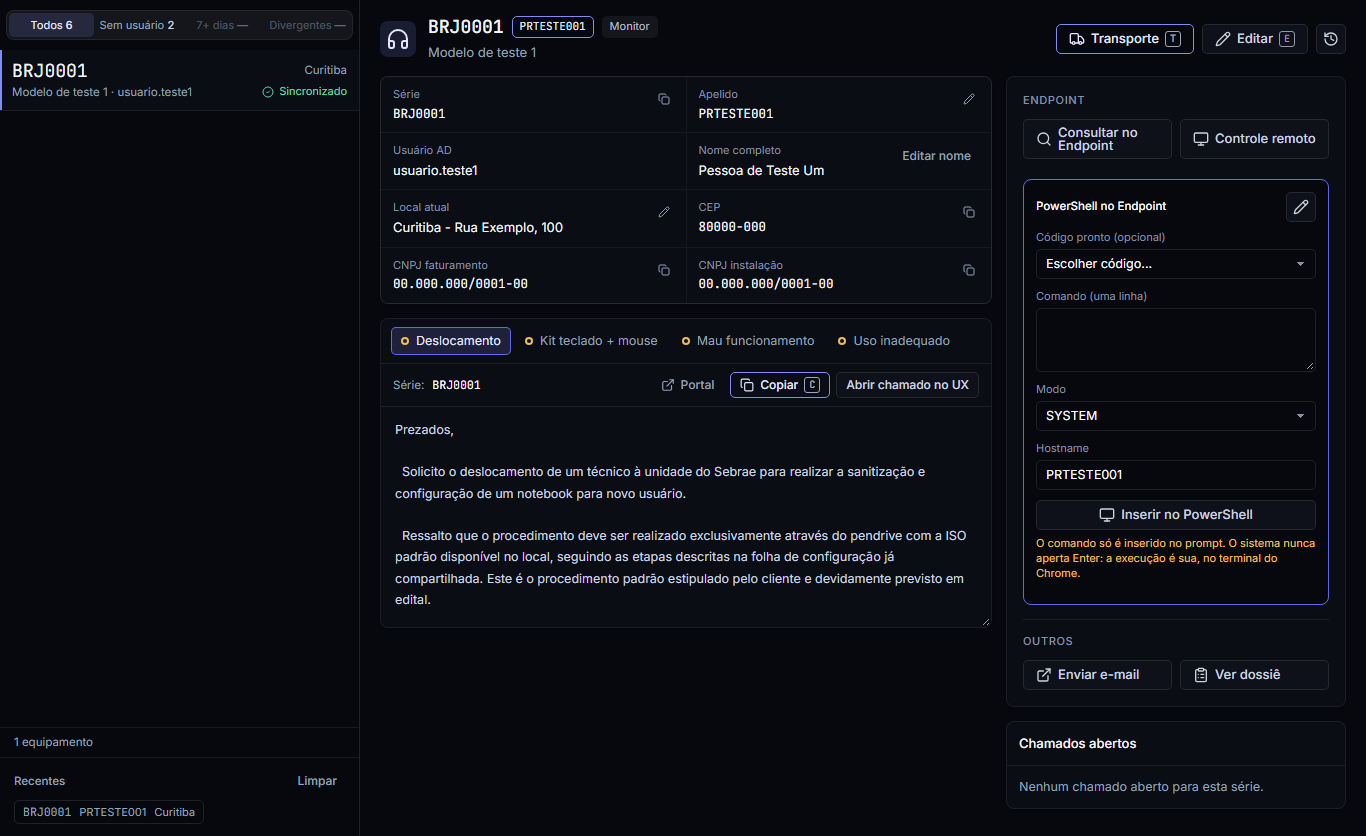 Todos 6
Sem usuário 2
7+ dias —
Divergentes —
BRJ0001
Curitiba
Modelo de teste 1 · usuario.teste1
Sincronizado
1 equipamento
Recentes
Limpar
BRJ0001 PRTESTE001 Curitiba
BRJ0001
PRTESTE001
Monitor
Modelo de teste 1
Transporte T
Editar E
Série
BRJ0001
Apelido
PRTESTE001
Usuário AD
usuario.teste1
Nome completo
Pessoa de Teste Um
Editar nome
Local atual
Curitiba - Rua Exemplo, 100
CEP
80000-000
CNPJ faturamento
00.000.000/0001-00
CNPJ instalação
00.000.000/0001-00
Deslocamento
Kit teclado + mouse
Mau funcionamento
Uso inadequado
Série: BRJ0001
Portal
Copiar C
Abrir chamado no UX
Prezados,
Solicito o deslocamento de um técnico à unidade do Sebrae para realizar a sanitização e
configuração de um notebook para novo usuário.
Ressalto que o procedimento deve ser realizado exclusivamente através do pendrive com a ISO
padrão disponível no local, seguindo as etapas descritas na folha de configuração já
compartilhada. Este é o procedimento padrão estipulado pelo cliente e devidamente previsto em
edital.
ENDPOINT
Consultar no
Endpoint
Controle remoto
PowerShell no Endpoint
Código pronto (opcional)
Escolher código...
Comando (uma linha)
Modo
SYSTEM
Hostname
PRTESTE001
Inserir no PowerShell
O comando só é inserido no prompt. O sistema nunca
aperta Enter: a execução é sua, no terminal do
Chrome.
OUTROS
Enviar e-mail
Ver dossiê
Chamados abertos
Nenhum chamado aberto para esta série.